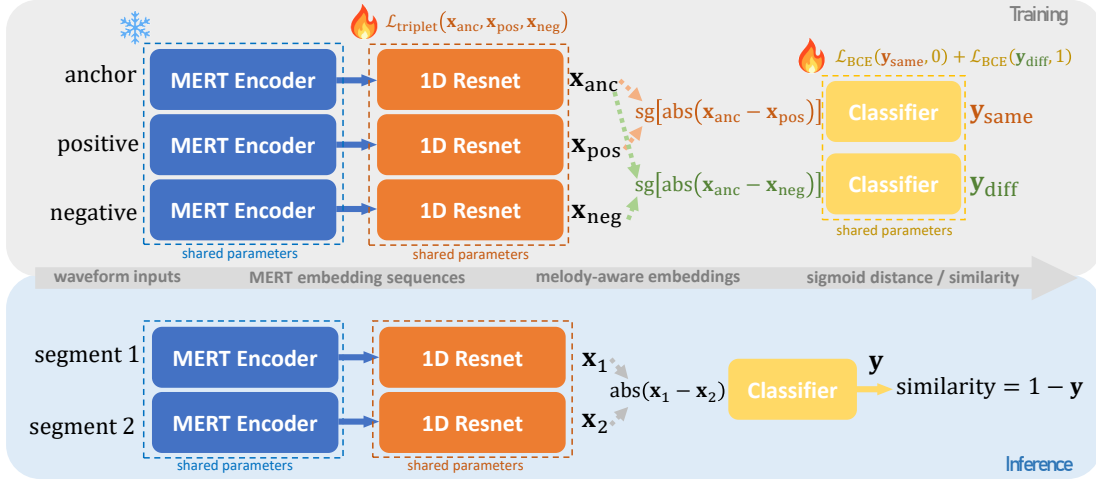 Training
ℒtriplet(xanc, xpos, xneg)
ℒBCE(ysame, 0) + ℒBCE(ydiff, 1)
anchor
MERT Encoder
1D Resnet
xanc
sg[abs(xanc − xpos)]
Classifier
ysame
positive
MERT Encoder
1D Resnet
xpos
negative
MERT Encoder
1D Resnet
xneg
sg[abs(xanc − xneg)]
Classifier
ydiff
shared parameters
shared parameters
shared parameters
waveform inputs
MERT embedding sequences
melody-aware embeddings
sigmoid distance / similarity
segment 1
MERT Encoder
1D Resnet
x1
abs(x1 − x2)
Classifier
y
similarity = 1 − y
segment 2
MERT Encoder
1D Resnet
x2
shared parameters
shared parameters
Inference